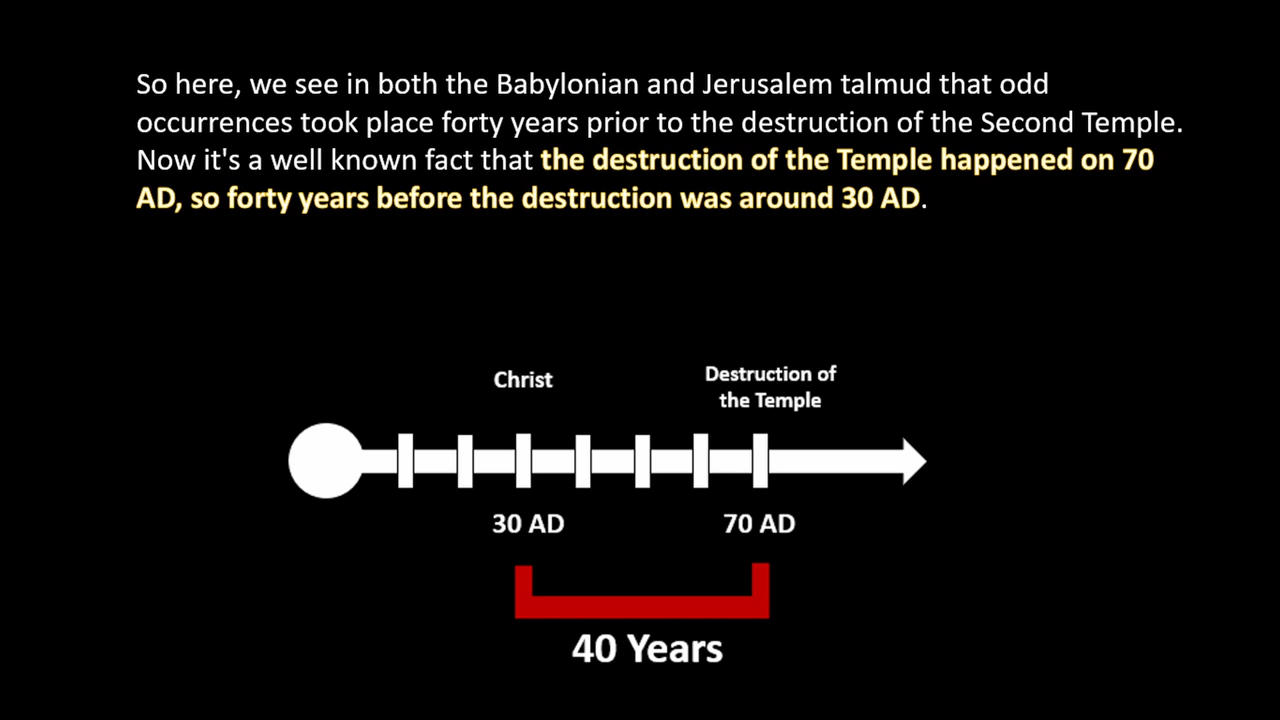 So here, we see in both the Babylonian and Jerusalem talmud that odd
occurrences took place forty years prior to the destruction of the Second Temple.
Now it's a well known fact that the destruction of the Temple happened on 70
AD, so forty years before the destruction was around 30 AD.
Christ
Destruction of
the Temple
30 AD
70 AD
40 Years